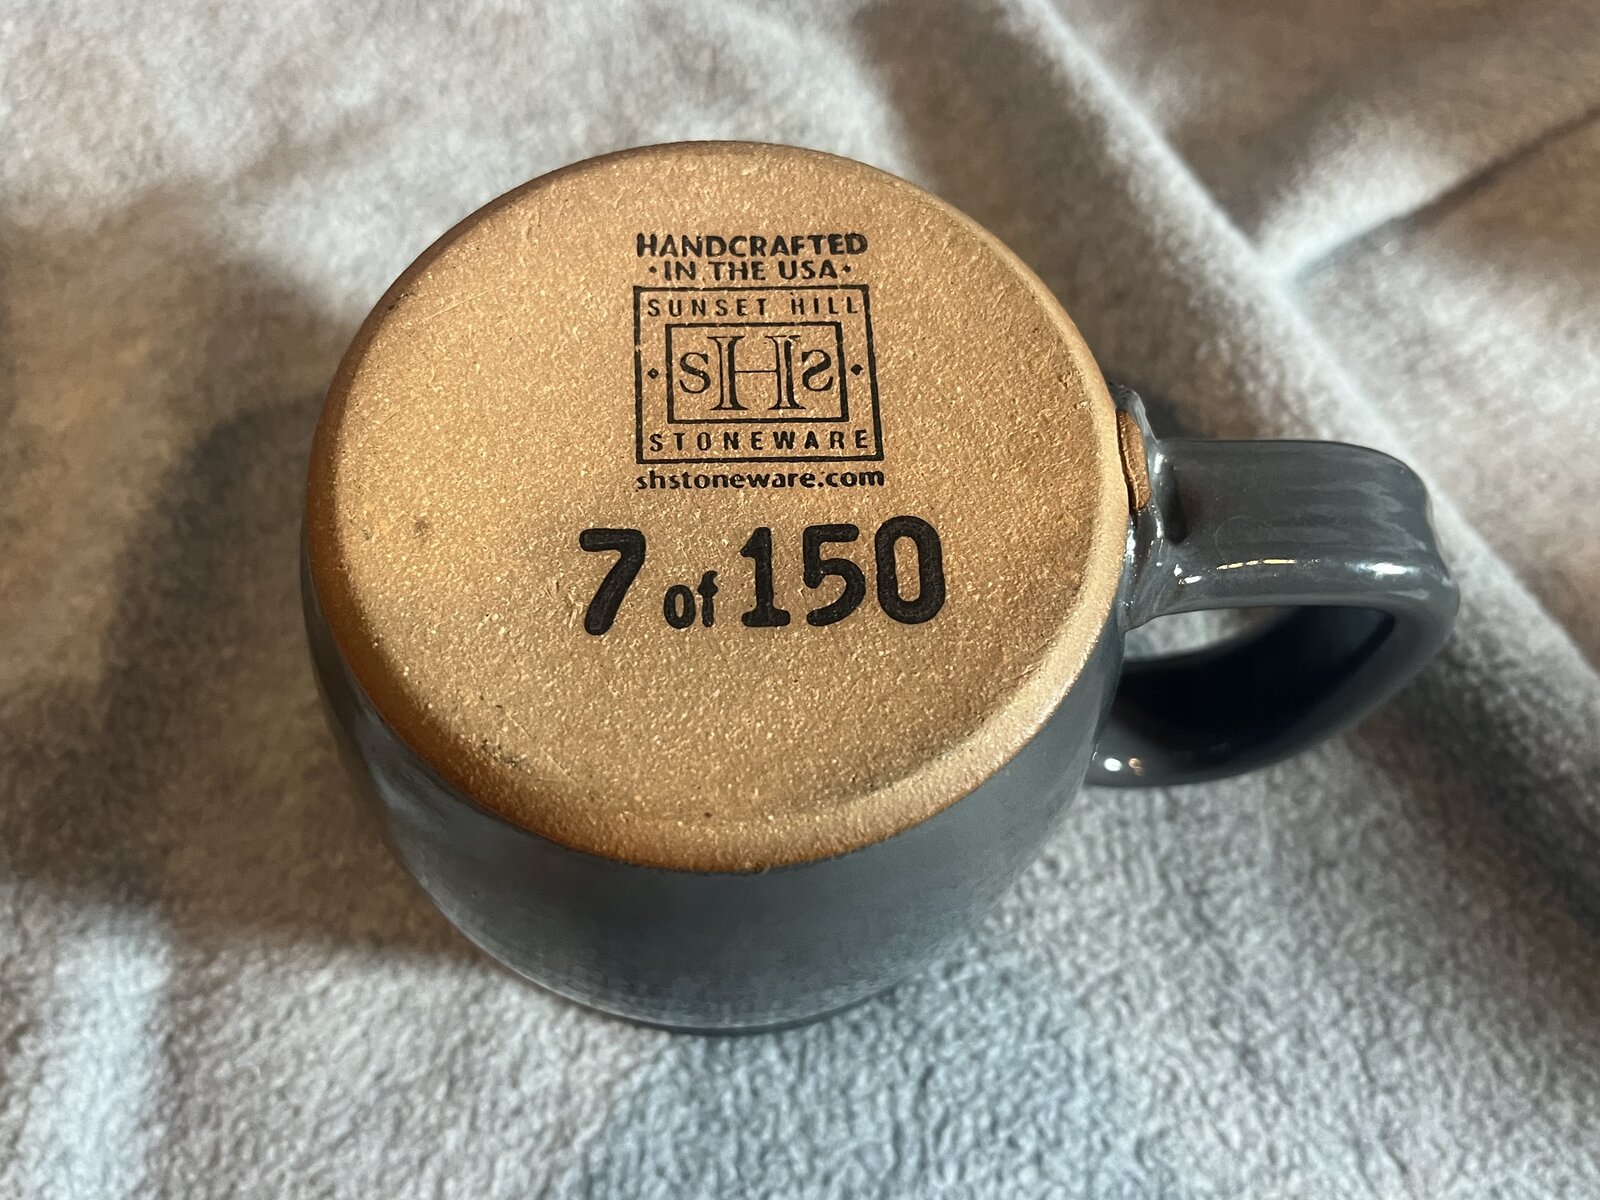 HANDCRAFTED
·IN THE USA·
SUNSET HILL
SHS
STONEWARE
shstoneware.com
7 of 150